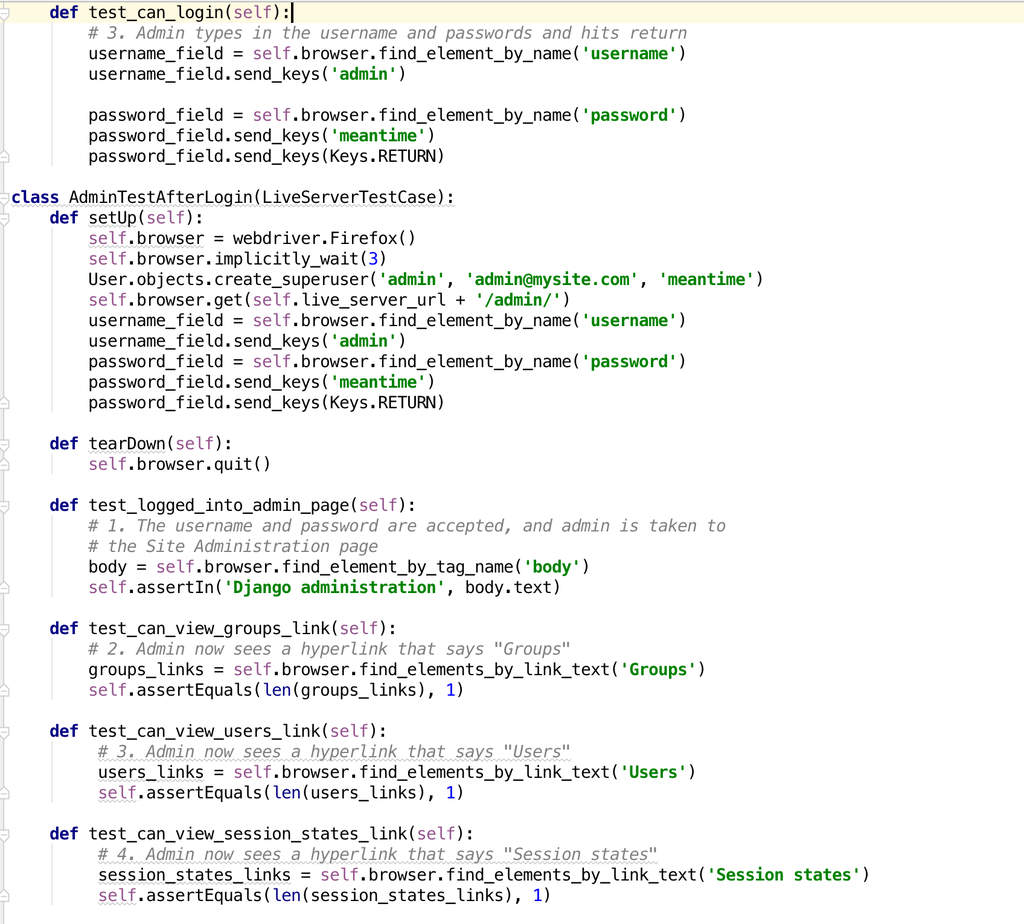 def test_can_login(self):
        # 3. Admin types in the username and passwords and hits return
        username_field = self.browser.find_element_by_name('username')
        username_field.send_keys('admin')

        password_field = self.browser.find_element_by_name('password')
        password_field.send_keys('meantime')
        password_field.send_keys(Keys.RETURN)

class AdminTestAfterLogin(LiveServerTestCase):
    def setUp(self):
        self.browser = webdriver.Firefox()
        self.browser.implicitly_wait(3)
        User.objects.create_superuser('admin', 'admin@mysite.com', 'meantime')
        self.browser.get(self.live_server_url + '/admin/')
        username_field = self.browser.find_element_by_name('username')
        username_field.send_keys('admin')
        password_field = self.browser.find_element_by_name('password')
        password_field.send_keys('meantime')
        password_field.send_keys(Keys.RETURN)

    def tearDown(self):
        self.browser.quit()

    def test_logged_into_admin_page(self):
        # 1. The username and password are accepted, and admin is taken to
        # the Site Administration page
        body = self.browser.find_element_by_tag_name('body')
        self.assertIn('Django administration', body.text)

    def test_can_view_groups_link(self):
        # 2. Admin now sees a hyperlink that says "Groups"
        groups_links = self.browser.find_elements_by_link_text('Groups')
        self.assertEquals(len(groups_links), 1)

    def test_can_view_users_link(self):
         # 3. Admin now sees a hyperlink that says "Users"
         users_links = self.browser.find_elements_by_link_text('Users')
         self.assertEquals(len(users_links), 1)

    def test_can_view_session_states_link(self):
         # 4. Admin now sees a hyperlink that says "Session states"
         session_states_links = self.browser.find_elements_by_link_text('Session states')
         self.assertEquals(len(session_states_links), 1)